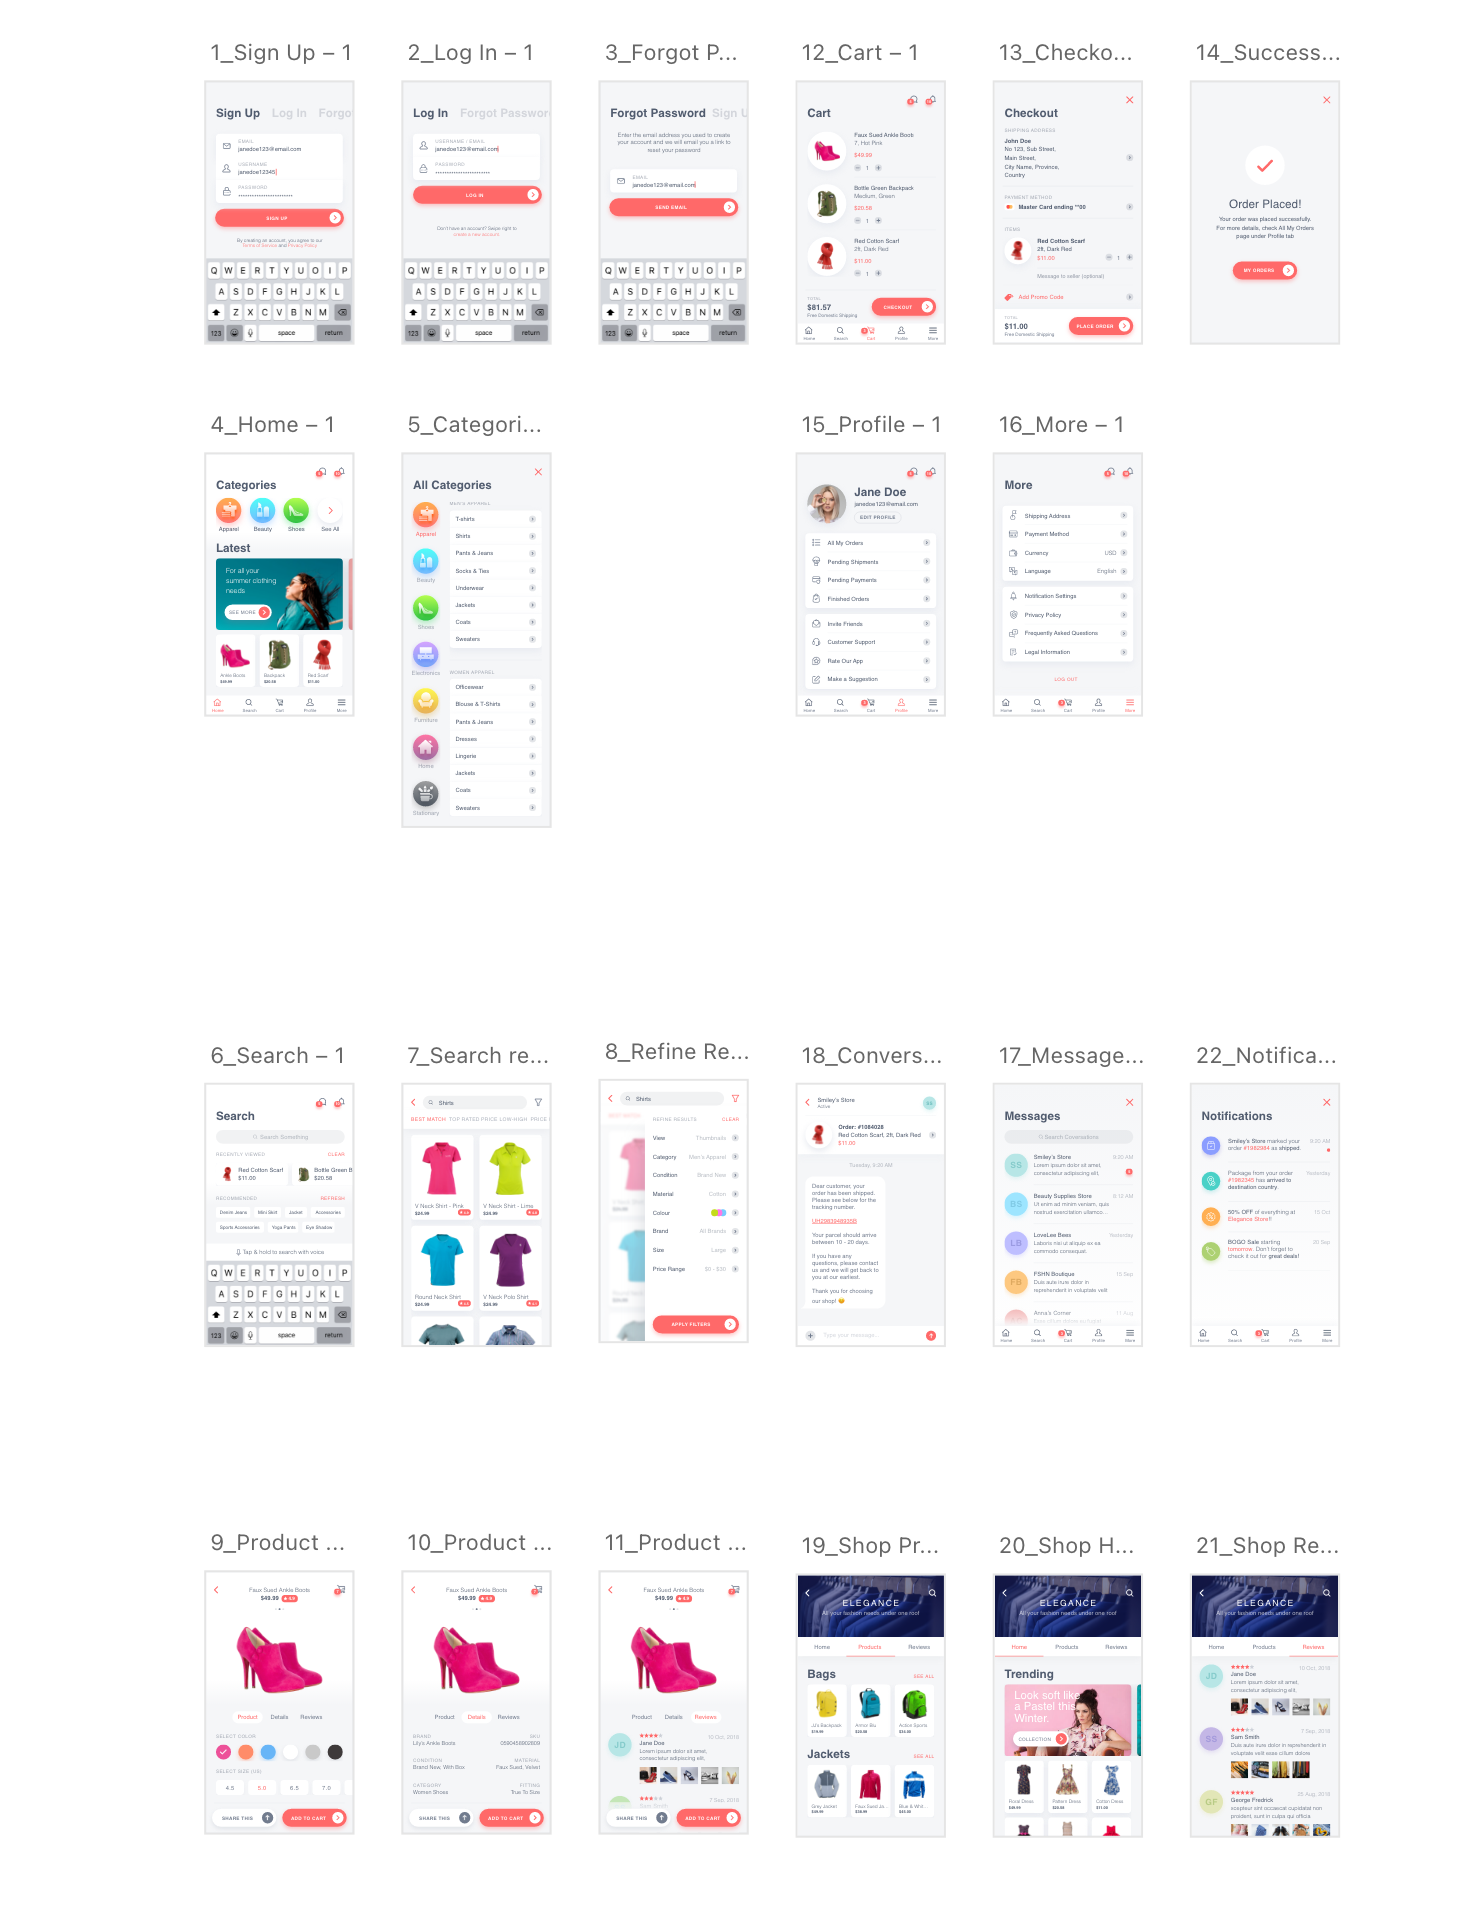 1_Sign Up – 1
2_Log In – 1
3_Forgot P...
12_Cart – 1
13_Checko...
14_Success...
Sign Up Log In Forgot
EMAIL
janedoe123@email.com
USERNAME
janedoe12345
PASSWORD
SIGN UP
By creating an account, you agree to our
Terms of Service and Privacy Policy.
Q W E R T Y U O I P
A S D F G H J K L
Z X C V B N M
123 space return
Log In Forgot Password
USERNAME / EMAIL
janedoe123@email.com
PASSWORD
LOG IN
Don't have an account? Swipe right to
create a new account.
Q W E R T Y U O I P
A S D F G H J K L
Z X C V B N M
123 space return
Forgot Password Sign U
Enter the email address you used to create
your account and we will email you a link to
reset your password
EMAIL
janedoe123@email.com
SEND EMAIL
Q W E R T Y U O I P
A S D F G H J K L
Z X C V B N M
123 space return
Cart
Faux Sued Ankle Boots
7, Hot Pink
$49.99
1
Bottle Green Backpack
Medium, Green
$20.58
1
Red Cotton Scarf
2ft, Dark Red
$11.00
1
TOTAL
$81.57
Free Domestic Shipping
CHECKOUT
Home Search Cart Profile More
Checkout
SHIPPING ADDRESS
John Doe
No 123, Sub Street,
Main Street,
City Name, Province,
Country
PAYMENT METHOD
Master Card ending **00
ITEMS
Red Cotton Scarf
2ft, Dark Red
$11.00
1
Message to seller (optional)
Add Promo Code
TOTAL
$11.00
Free Domestic Shipping
PLACE ORDER
Order Placed!
Your order was placed successfully.
For more details, check All My Orders
page under Profile tab
MY ORDERS
4_Home – 1
5_Categori...
15_Profile – 1
16_More – 1
Categories
Apparel Beauty Shoes See All
Latest
For all your
summer clothing
needs
SEE MORE
Ankle Boots
$49.99
Backpack
$20.58
Red Scarf
$11.00
Home Search Cart Profile More
All Categories
MEN'S APPAREL
Apparel
Beauty
Shoes
Electronics
Furniture
Home
Stationary
T-shirts
Shirts
Pants & Jeans
Socks & Ties
Underwear
Jackets
Coats
Sweaters
WOMEN APPAREL
Officewear
Blouse & T-Shirts
Pants & Jeans
Dresses
Lingerie
Jackets
Coats
Sweaters
Jane Doe
janedoe123@email.com
EDIT PROFILE
All My Orders
Pending Shipments
Pending Payments
Finished Orders
Invite Friends
Customer Support
Rate Our App
Make a Suggestion
Home Search Cart Profile More
More
Shipping Address
Payment Method
Currency USD
Language English
Notification Settings
Privacy Policy
Frequently Asked Questions
Legal Information
LOG OUT
Home Search Cart Profile More
6_Search – 1
7_Search re...
8_Refine Re...
18_Convers...
17_Message...
22_Notifica...
Search
Search Something
RECENTLY VIEWED CLEAR
Red Cotton Scarf
$11.00
Bottle Green B
$20.58
RECOMMENDED REFRESH
Denim Jeans Mini Skirt Jacket Accessories
Sports Accessories Yoga Pants Eye Shadow
Tap & hold to search with voice
Q W E R T Y U O I P
A S D F G H J K L
Z X C V B N M
123 space return
Shirts
BEST MATCH TOP RATED PRICE LOW-HIGH PRICE
V Neck Shirt - Pink
$24.99
V Neck Shirt - Lime
$24.99
Round Neck Shirt
$24.99
V Neck Polo Shirt
$24.99
Shirts
REFINE RESULTS CLEAR
View Thumbnails
Category Men's Apparel
Condition Brand New
Material Cotton
Colour
Brand All Brands
Size Large
Price Range $0 - $30
APPLY FILTERS
Smiley's Store
Active
SS
Order: #1084028
Red Cotton Scarf, 2ft, Dark Red
$11.00
Tuesday, 9:20 AM
Dear customer, your
order has been shipped.
Please see below for the
tracking number.
Your parcel should arrive
between 10 - 20 days.
If you have any
questions, please contact
us and we will get back to
you at our earliest.
Thank you for choosing
our shop! 😊
Type your message...
Messages
Search Conversations
SS Smiley's Store 9:20 AM
Lorem ipsum dolor sit amet,
consectetur adipiscing elit,
BS Beauty Supplies Store 9:12 AM
Ut enim ad minim veniam, quis
nostrud exercitation ullamco...
LB LoveLee Bees Yesterday
Laboris nisi ut aliquip ex ea
commodo consequat.
FB FSHN Boutique 15 Sep
Duis aute irure dolor in
reprehenderit in voluptate velit
Anna's Corner 11 Aug
Home Search Cart Profile More
Notifications
Smiley's Store marked your 9:20 AM
order #1982984 as shipped.
Package from your order Yesterday
#1982345 has arrived to
destination country.
50% OFF of everything at 15 Oct
Elegance Store!!
BOGO Sale starting 20 Sep
tomorrow. Don't forget to
check it out for great deals!
Home Search Cart Profile More
9_Product ...
10_Product ...
11_Product ...
19_Shop Pr...
20_Shop H...
21_Shop Re...
Faux Sued Ankle Boots
$49.99 4.9
Product Details Reviews
SELECT COLOR
SELECT SIZE (US)
4.5 5.0 6.5 7.0
SHARE THIS ADD TO CART
Faux Sued Ankle Boots
$49.99 4.9
Product Details Reviews
BRAND SKU
Lily's Ankle Boots 0590458902809
CONDITION MATERIAL
Brand New, With Box Faux Sued, Velvet
CATEGORY FITTING
Women Shoes True To Size
SHARE THIS ADD TO CART
Faux Sued Ankle Boots
$49.99 4.9
Product Details Reviews
JD 10 Oct, 2018
Jane Doe
Lorem ipsum dolor sit amet,
consectetur adipiscing elit,
7 Sep, 2018
SHARE THIS ADD TO CART
ELEGANCE
All your fashion needs under one roof
Home Products Reviews
Bags SEE ALL
JJ's Backpack
$19.99
Arctic Blu
$24.99
Action Sports
Jackets SEE ALL
Grey Jacket
$49.99
Faux Sued Ja...
Blue & Whit...
ELEGANCE
All your fashion needs under one roof
Home Products Reviews
Trending
Look soft like
a Pastel this
Winter.
COLLECTION
Floral Dress
$49.99
Pattern Dress
Cotton Dress
$11.00
ELEGANCE
All your fashion needs under one roof
Home Products Reviews
JD 10 Oct, 2018
Jane Doe
Lorem ipsum dolor sit amet,
consectetur adipiscing elit,
SS 7 Sep, 2018
Sam Smith
Duis aute irure dolor in reprehenderit in
voluptate velit esse cillum dolore
GF 25 Aug, 2018
George Fredrick
excepteur sint occaecat cupidatat non
proident, sunt in culpa qui officia